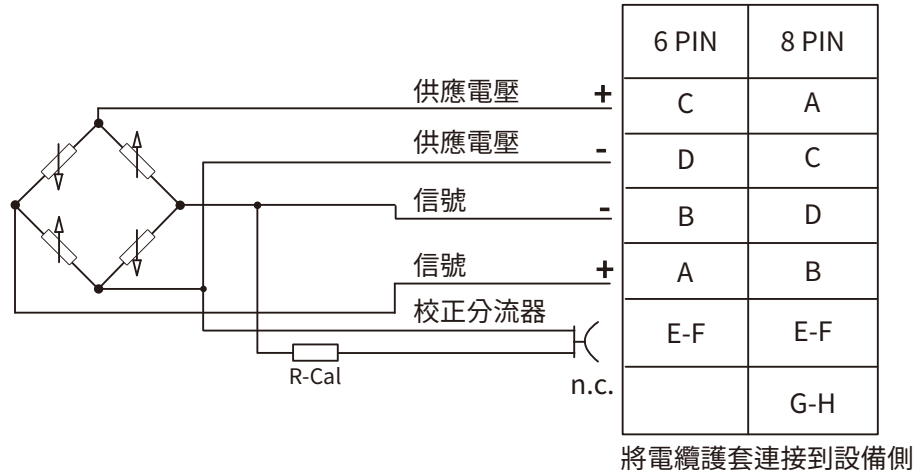 6 PIN 8 PIN
供應電壓 + C A
供應電壓 - D C
信號 - B D
信號 + A B
校正分流器 E-F E-F
R-Cal
n.c. G-H
將電纜護套連接到設備側